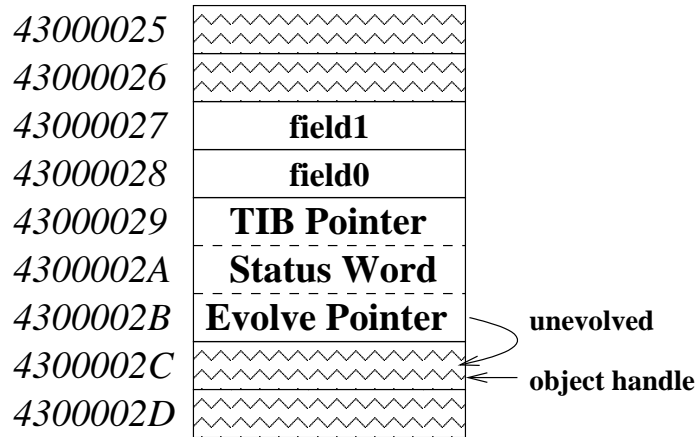 43000025
43000026
43000027 field1
43000028 field0
43000029 TIB Pointer
4300002A Status Word
4300002B Evolve Pointer unevolved
4300002C object handle
4300002D